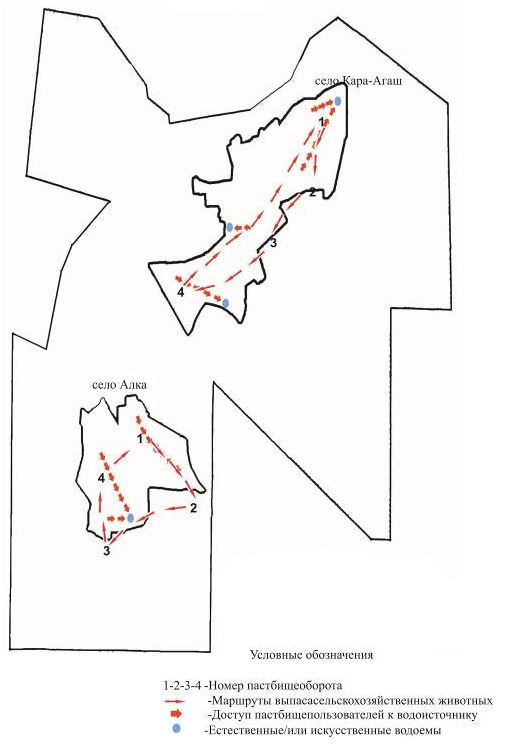 село Кара-Агаш
1
2
3
4
село Алка
1
4
2
3
Условные обозначения
1-2-3-4 -Номер пастбищеоборота
-Маршруты выпасасельскохозяйственных животных
-Доступ пастбищепользователей к водоисточнику
-Естественные/или искусственные водоемы